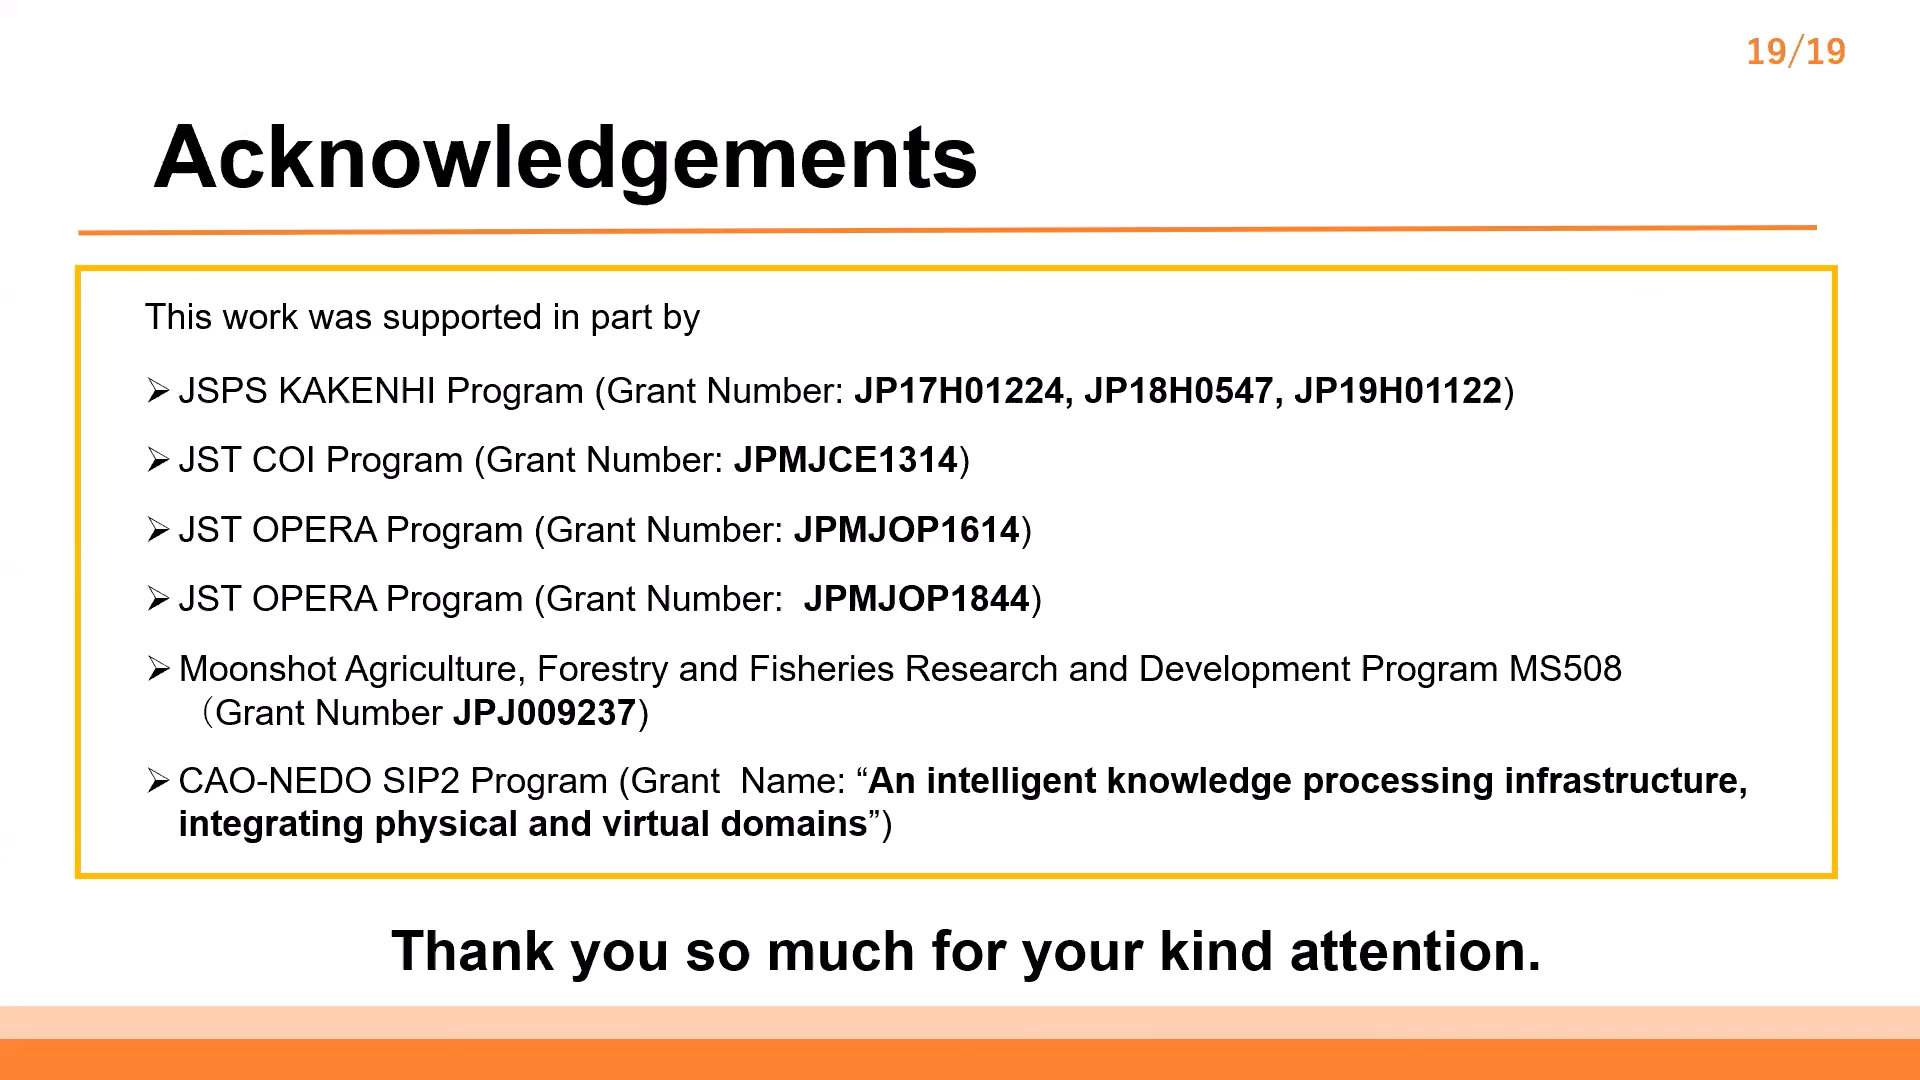 19/19
Acknowledgements
This work was supported in part by
➢ JSPS KAKENHI Program (Grant Number: JP17H01224, JP18H0547, JP19H01122)
➢ JST COI Program (Grant Number: JPMJCE1314)
➢ JST OPERA Program (Grant Number: JPMJOP1614)
➢ JST OPERA Program (Grant Number:  JPMJOP1844)
➢ Moonshot Agriculture, Forestry and Fisheries Research and Development Program MS508
（Grant Number JPJ009237)
➢ CAO-NEDO SIP2 Program (Grant  Name: “An intelligent knowledge processing infrastructure,
integrating physical and virtual domains”)
Thank you so much for your kind attention.